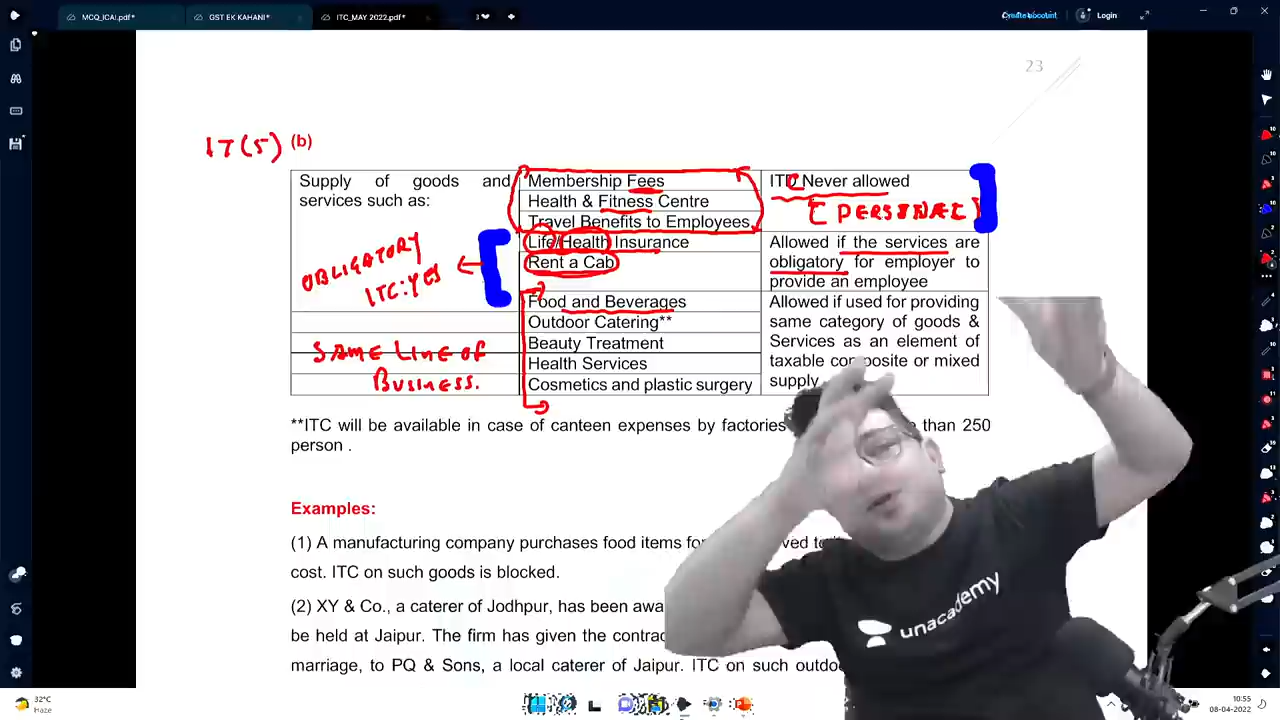 MCQ_ICAI.pdf*
GST EK KAHANI*
ITC_MAY 2022.pdf*
3
Create account
Login
23
17(5) (b)
Supply of goods and services such as:
Membership Fees
Health & Fitness Centre
Travel Benefits to Employees
ITC Never allowed
[PERSONAL]
Life/Health Insurance
Rent a Cab
Allowed if the services are
obligatory for employer to
provide an employee
OBLIGATORY
ITC:YES
Food and Beverages
Outdoor Catering**
Beauty Treatment
Health Services
Cosmetics and plastic surgery
Allowed if used for providing
same category of goods &
Services as an element of
taxable composite or mixed
supply
SAME LINE OF
BUSINESS.
**ITC will be available in case of canteen expenses by factories than 250
person .
Examples:
(1) A manufacturing company purchases food items for
cost. ITC on such goods is blocked.
(2) XY & Co., a caterer of Jodhpur, has been
be held at Jaipur. The firm has given the
marriage, to PQ & Sons, a local caterer of Jaipur. ITC on such
unacademy
32°C
Haze
10:55
08-04-2022